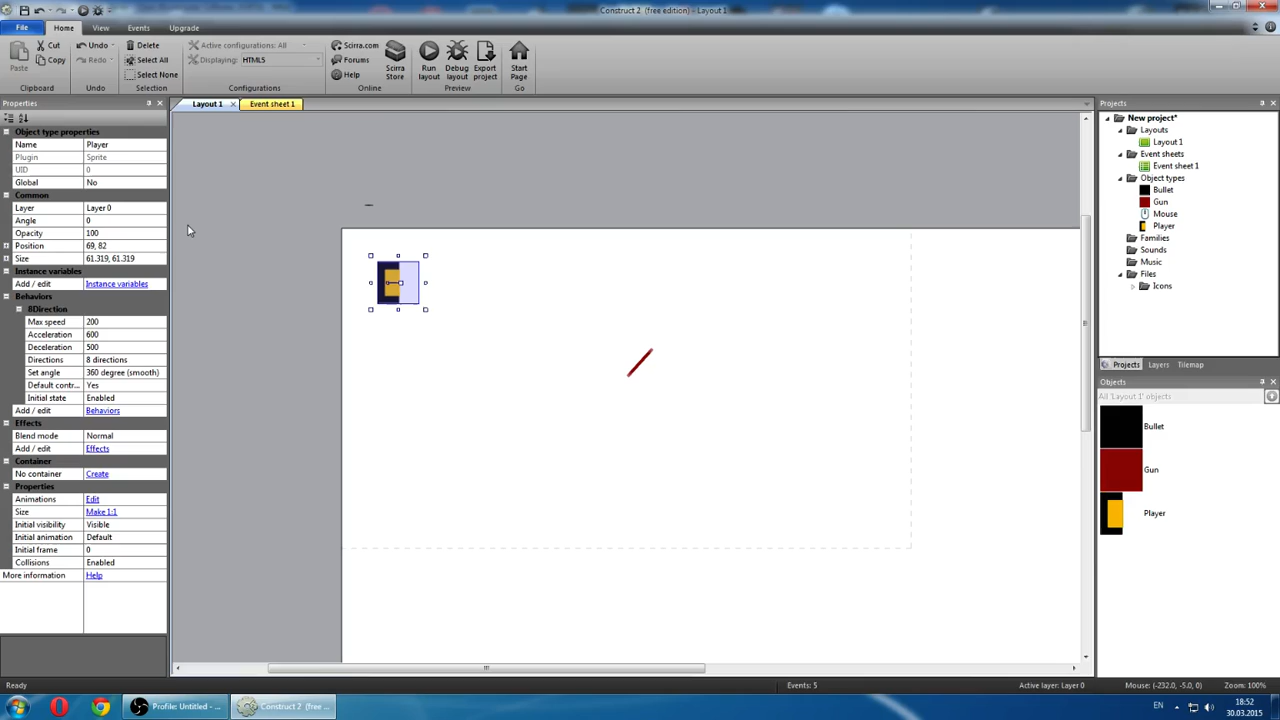 Construct 2 (free edition) - Layout 1
File Home View Events Upgrade
Paste Cut Copy
Clipboard
Undo Redo
Undo
Delete Select All Select None
Selection
Active configurations: All
Displaying: HTML5
Configurations
Scirra.com Forums Help
Scirra Store
Online
Run layout Debug layout Export project
Preview
Start Page
Go
Properties
Object type properties
Name Player
Plugin Sprite
UID 0
Global No
Common
Layer Layer 0
Angle 0
Opacity 100
Position 69, 82
Size 61.319, 61.319
Instance variables
Add / edit Instance variables
Behaviors
8Direction
Max speed 200
Acceleration 600
Deceleration 500
Directions 8 directions
Set angle 360 degree (smooth)
Default contr... Yes
Initial state Enabled
Add / edit Behaviors
Effects
Blend mode Normal
Add / edit Effects
Container
No container Create
Properties
Animations Edit
Size Make 1:1
Initial visibility Visible
Initial animation Default
Initial frame 0
Collisions Enabled
More information Help
Layout 1 Event sheet 1
Projects
New project*
Layouts
Layout 1
Event sheets
Event sheet 1
Object types
Bullet
Gun
Mouse
Player
Families
Sounds
Music
Files
Icons
Projects Layers Tilemap
Objects
All 'Layout 1' objects
Bullet
Gun
Player
Ready Events: 5 Active layer: Layer 0 Mouse: (-232.0, -5.0, 0) Zoom: 100%
Profile: Untitled - ... Construct 2 (free ... EN 18:52
30.03.2015